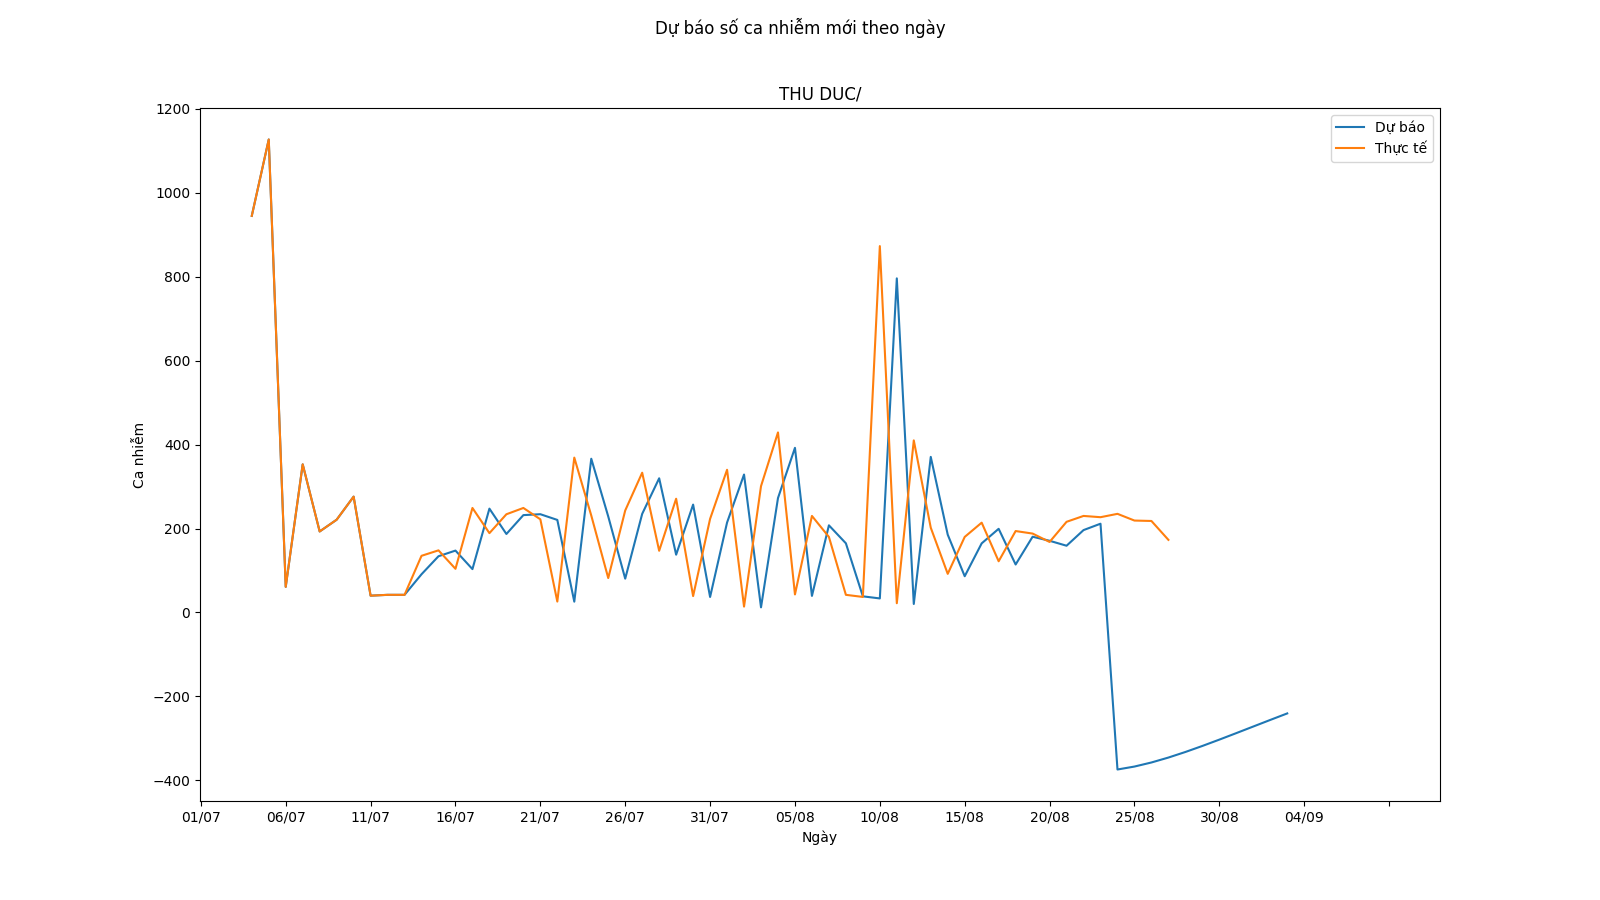 Dự báo số ca nhiễm mới theo ngày
THU DUC/
Dự báo
Thực tế
1200
1000
800
600
400
200
0
−200
−400
Ca nhiễm
01/07 06/07 11/07 16/07 21/07 26/07 31/07 05/08 10/08 15/08 20/08 25/08 30/08 04/09
Ngày